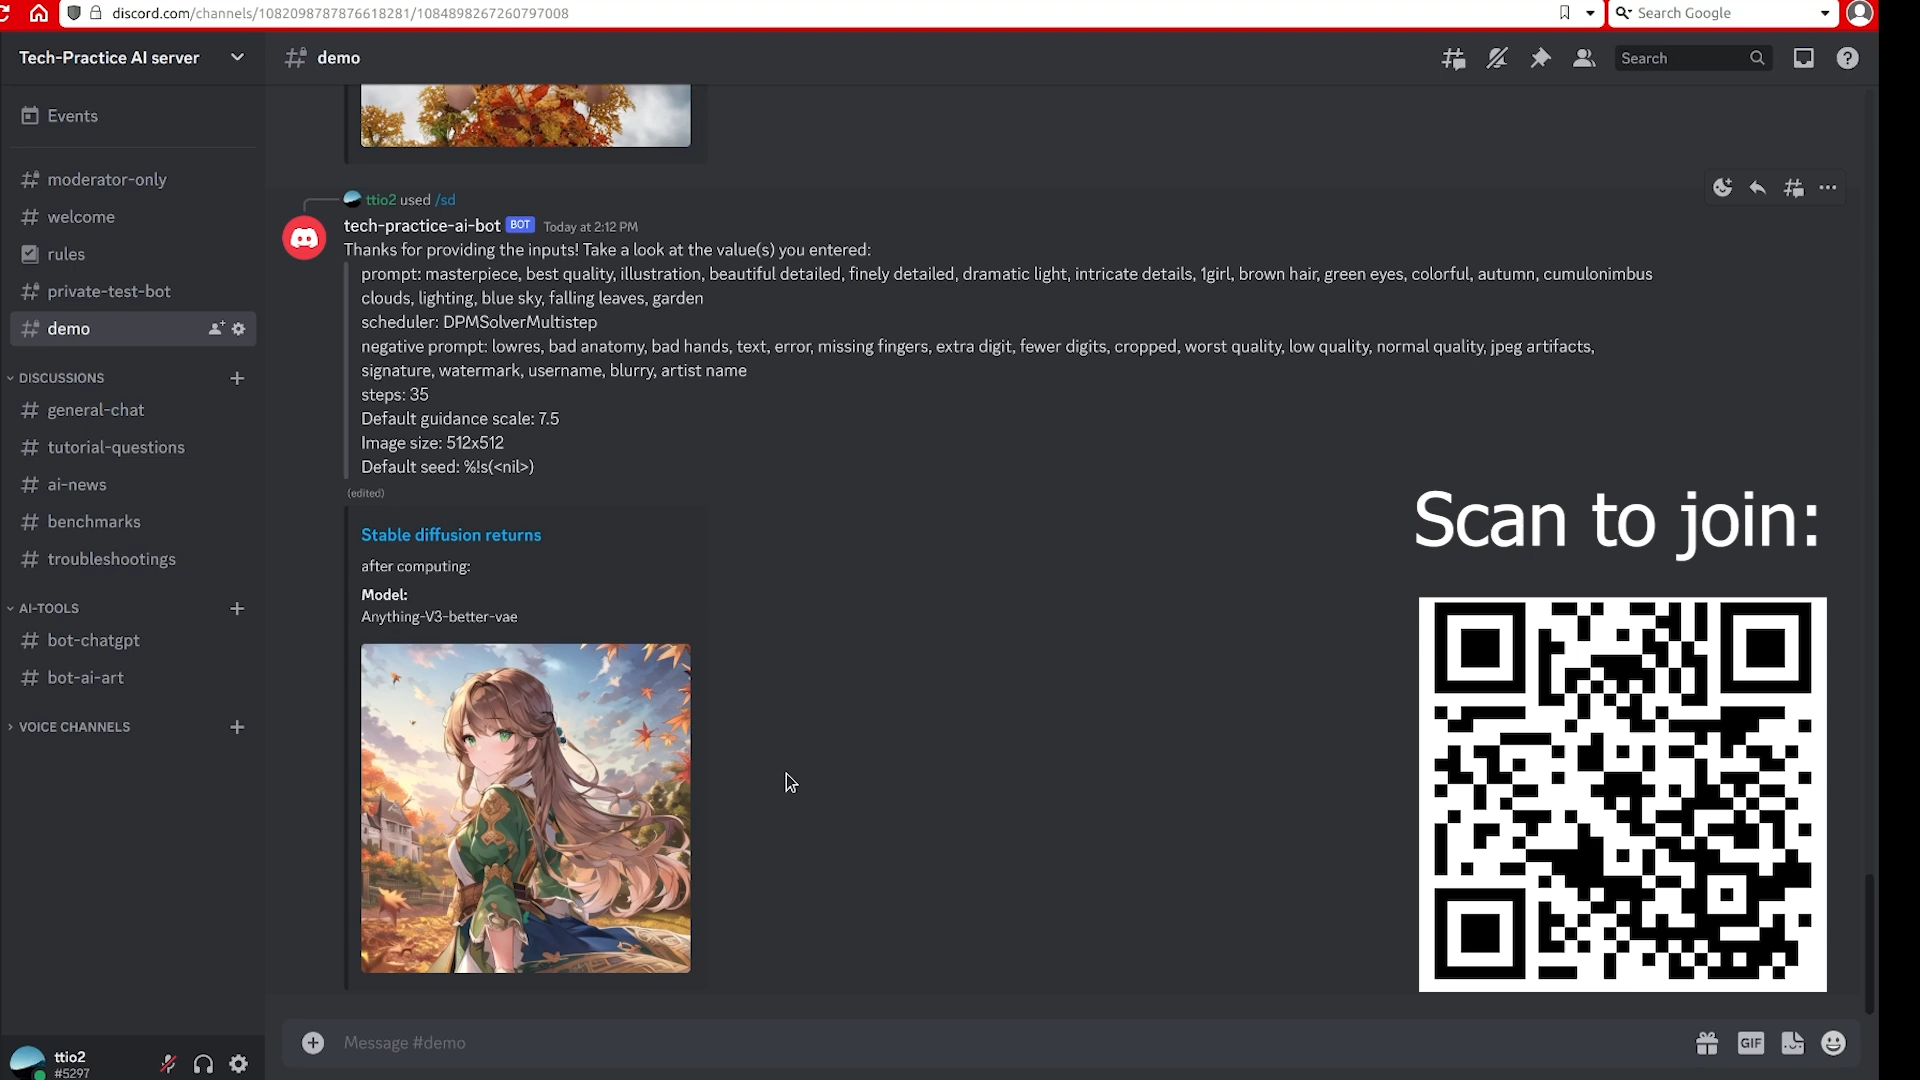 discord.com/channels/1082098787876618281/1084898267260797008
Search Google
Tech-Practice AI server
demo
Search
Events
moderator-only
welcome
rules
private-test-bot
demo
DISCUSSIONS
general-chat
tutorial-questions
ai-news
benchmarks
troubleshootings
AI-TOOLS
bot-chatgpt
bot-ai-art
VOICE CHANNELS
ttio2
#5297
ttio2 used /sd
tech-practice-ai-bot BOT Today at 2:12 PM
Thanks for providing the inputs! Take a look at the value(s) you entered:
prompt: masterpiece, best quality, illustration, beautiful detailed, finely detailed, dramatic light, intricate details, 1girl, brown hair, green eyes, colorful, autumn, cumulonimbus
clouds, lighting, blue sky, falling leaves, garden
scheduler: DPMSolverMultistep
negative prompt: lowres, bad anatomy, bad hands, text, error, missing fingers, extra digit, fewer digits, cropped, worst quality, low quality, normal quality, jpeg artifacts,
signature, watermark, username, blurry, artist name
steps: 35
Default guidance scale: 7.5
Image size: 512x512
Default seed: %!s(<nil>)
(edited)
Stable diffusion returns
after computing:
Model:
Anything-V3-better-vae
Scan to join:
Message #demo
GIF